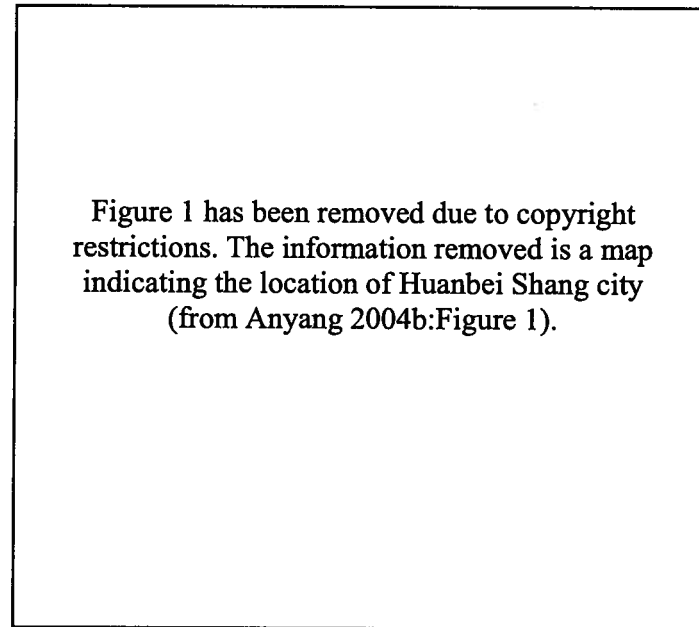 Figure 1 has been removed due to copyright
restrictions. The information removed is a map
indicating the location of Huanbei Shang city
(from Anyang 2004b:Figure 1).